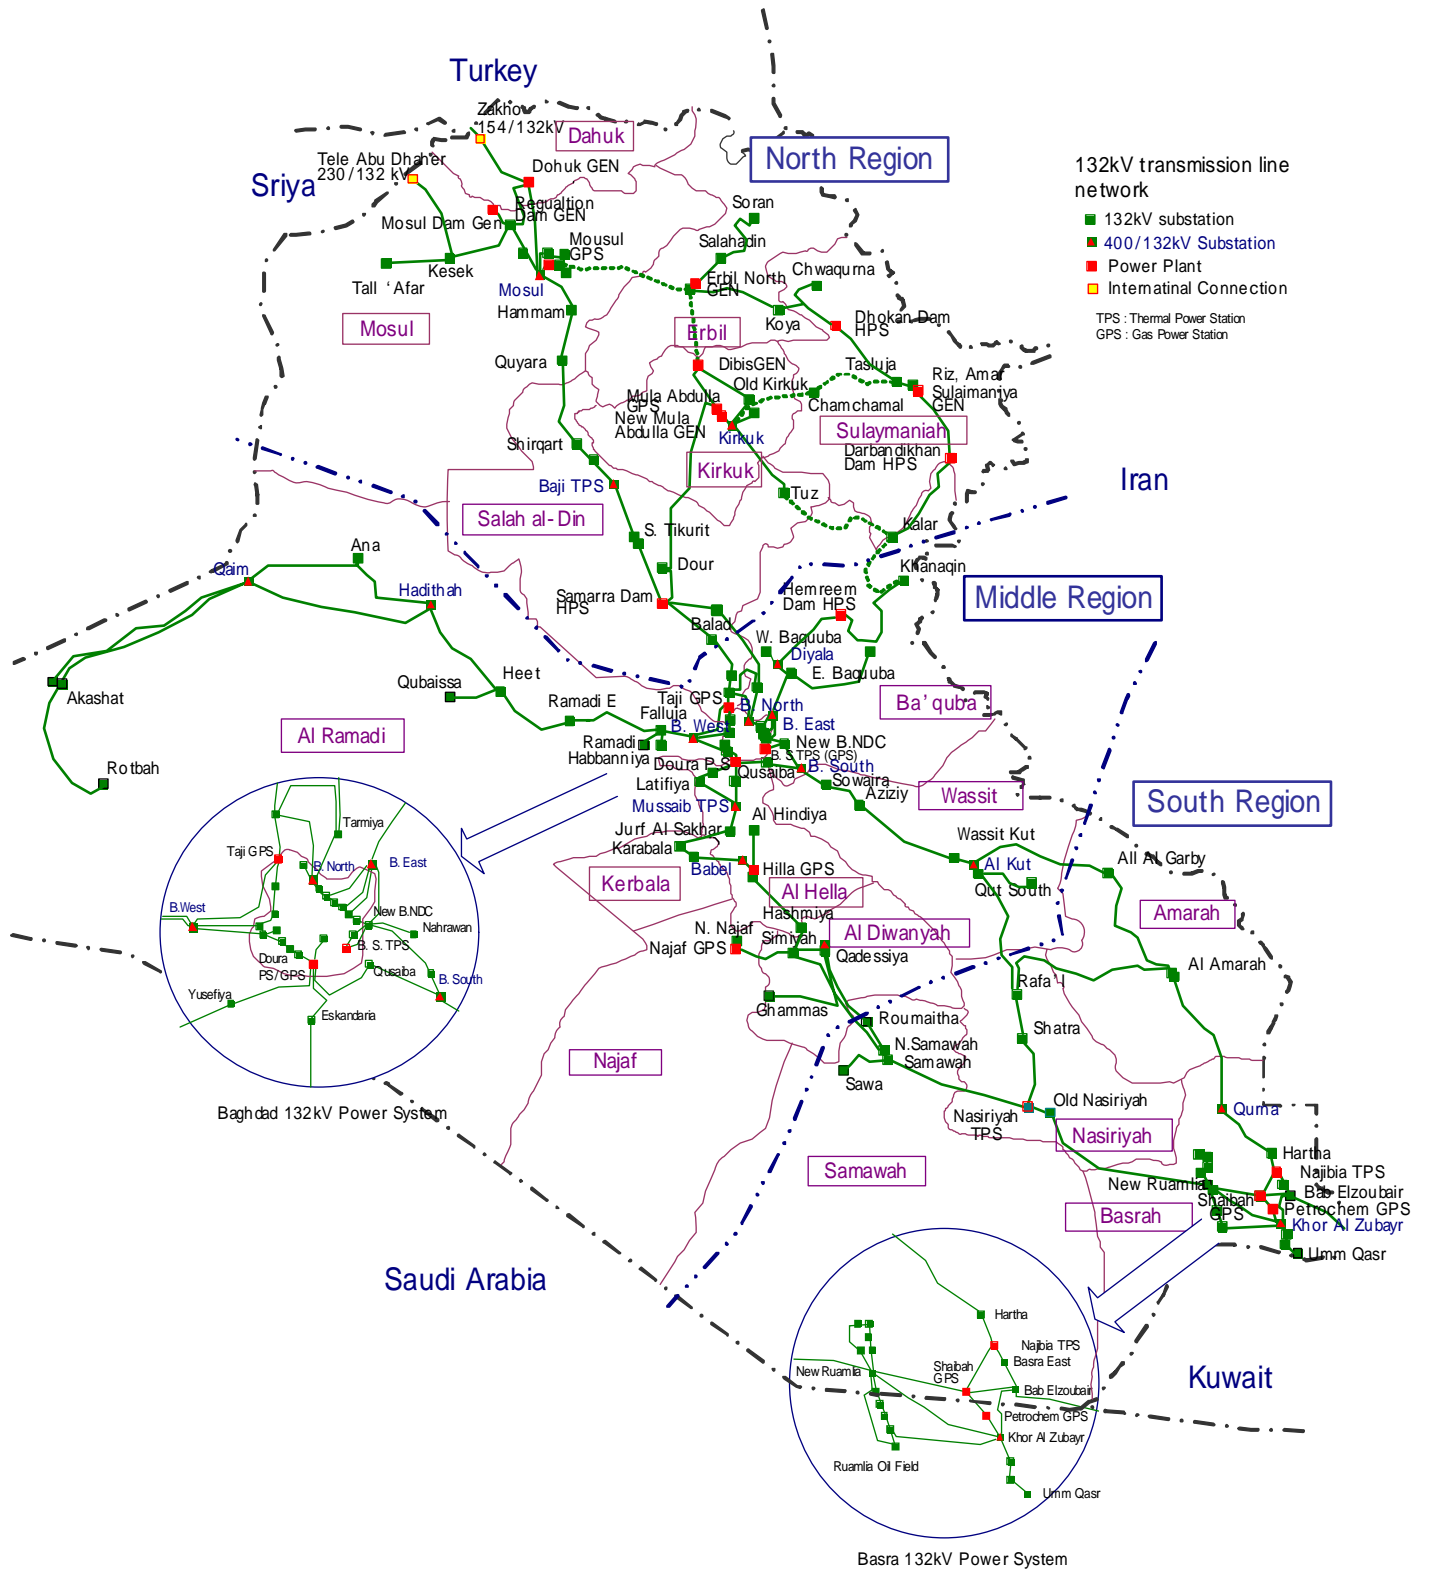 Turkey
Zakho
154/132kV
Dahuk
North Region
132kV transmission line
network
Tele Abu Dhaher
230/132 kV
Dohuk GEN
Sriya
Regualtion
Dam GEN
Mosul Dam Gen
Soran
132kV substation
Salahadin
400/132kV Substation
Mousul
GPS
Kesek
Chwaqurna
Power Plant
Tall ‘Afar
Mosul
Erbil North
GEN
Internatinal Connection
Hammam
Koya
Dhokan Dam
HPS
TPS : Thermal Power Station
GPS : Gas Power Station
Mosul
Erbil
Quyara
DibisGEN
Tasluja
Old Kirkuk
Riz, Amar
Sulaimaniya
GEN
Mula Abdulla
GPS
Chamchamal
New Mula
Abdulla GEN
Kirkuk
Sulaymaniah
Shirqart
Darbandikhan
Dam HPS
Kirkuk
Iran
Baji TPS
Tuz
Salah al-Din
S. Tikurit
Kalar
Ana
Dour
Khanaqin
Qaim
Hadithah
Samarra Dam
HPS
Hemreem
Dam HPS
Middle Region
Balad
W. Baquuba
Diyala
E. Baquuba
Akashat
Qubaissa
Heet
Taji GPS
B. North
Ba’ quba
Ramadi E
Falluja
B. West
B. East
Al Ramadi
Ramadi
Habbanniya
New B.NDC
B. S.TPS (GPS)
Rotbah
Doura P.S
Qusaiba
B. South
Latifiya
Sowaira
Wassit
South Region
Mussaib TPS
Aziziy
Al Hindiya
Jurf Al Sakhar
Karabala
Wassit Kut
Babel
Hilla GPS
Al Kut
All Al Garby
Kerbala
Al Hella
Qut South
Hashmiya
Amarah
N. Najaf
Najaf GPS
Simiyah
Al Diwanyah
Qadessiya
Al Amarah
Ghammas
Rafa' I
Roumaitha
Shatra
N.Samawah
Samawah
Najaf
Sawa
Tarmiya
Taji GPS
B. North
B. East
B.West
New B.NDC
Nahrawan
B. S. TPS
Doura
PS/GPS
Qusaiba
B. South
Yusefiya
Eskandaria
Baghdad 132kV Power System
Old Nasiriyah
Nasiriyah
TPS
Qurna
Nasiriyah
Samawah
Hartha
Najibia TPS
New Ruamla
Shaibah
GPS
Bab Elzoubair
Petrochem GPS
Basrah
Khor Al Zubayr
Umm Qasr
Saudi Arabia
Hartha
Najibia TPS
Basra East
New Ruamla
Shaibah
GPS
Bab Elzoubair
Petrochem GPS
Khor Al Zubayr
Ruamlia Oil Field
Umm Qasr
Kuwait
Basra 132kV Power System